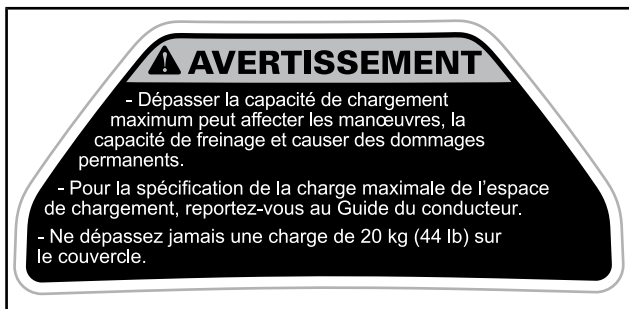 AVERTISSEMENT
- Dépasser la capacité de chargement
maximum peut affecter les manœuvres, la
capacité de freinage et causer des dommages
permanents.
- Pour la spécification de la charge maximale de l'espace
de chargement, reportez-vous au Guide du conducteur.
- Ne dépassez jamais une charge de 20 kg (44 lb) sur
le couvercle.